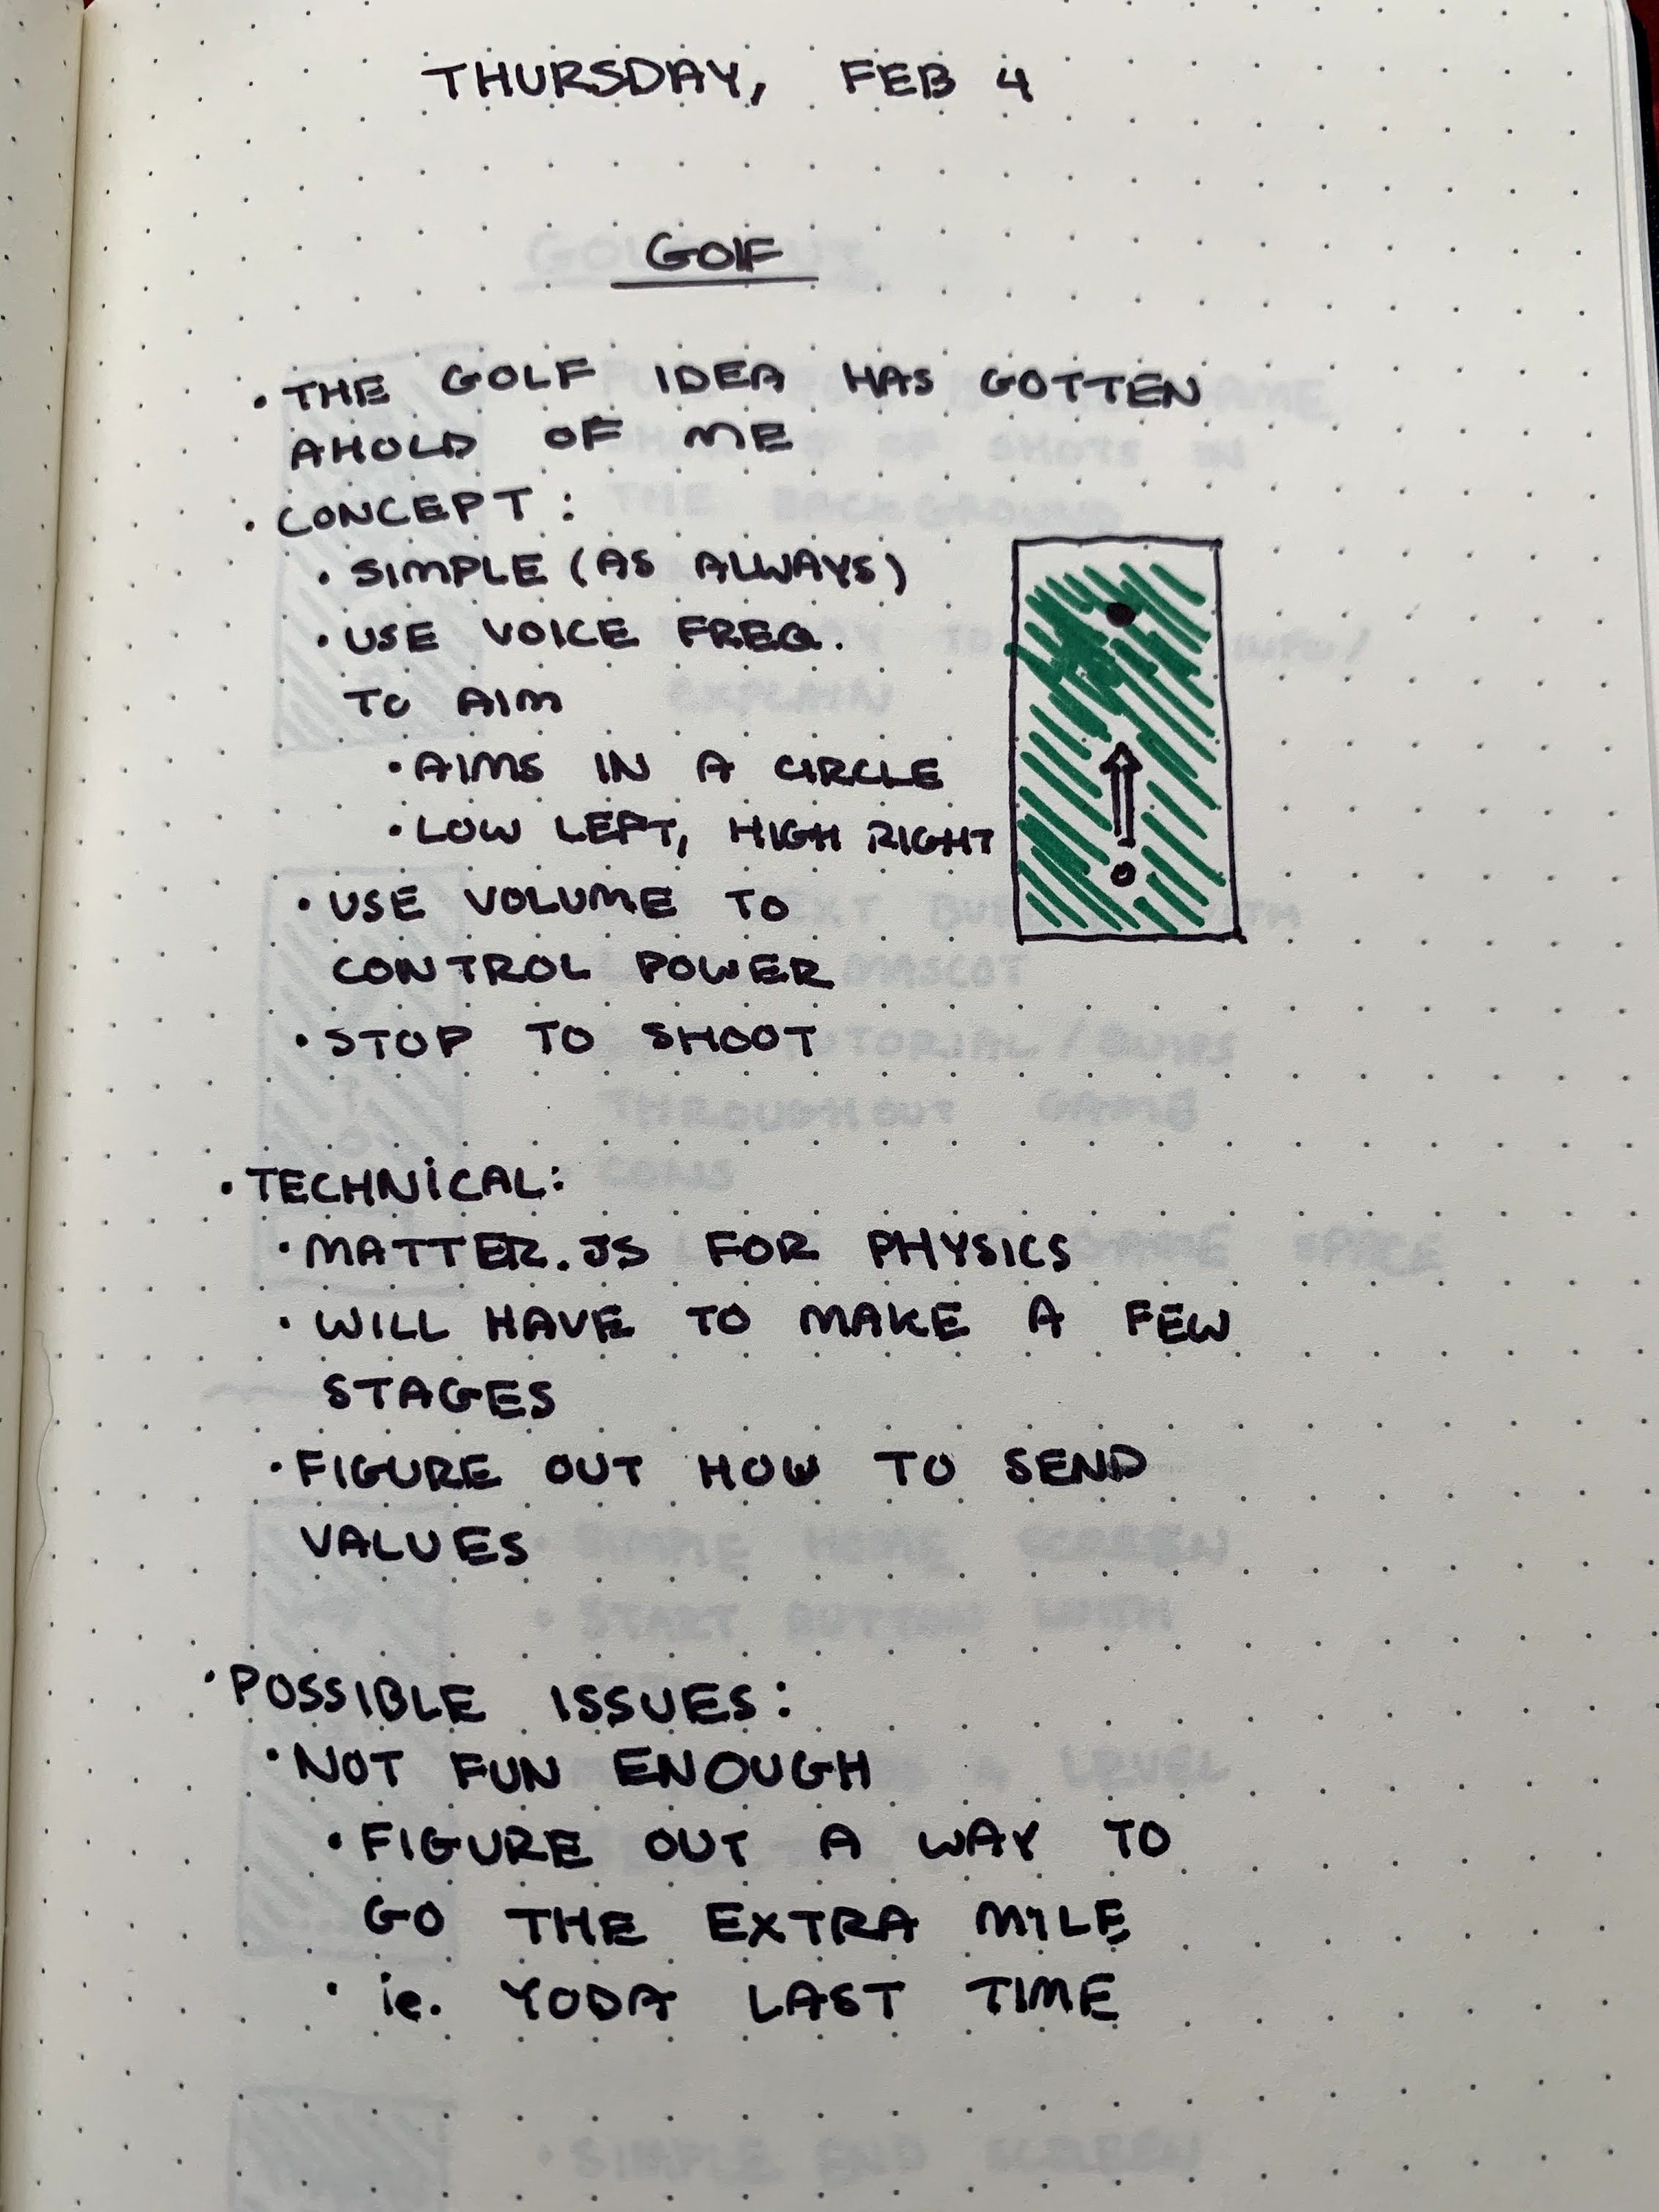 THURSDAY, FEB 4
GOLF
• THE GOLF IDEA HAS GOTTEN
AHOLD OF ME
• CONCEPT:
• SIMPLE (AS ALWAYS)
• USE VOICE FREQ.
TO AIM
• AIMS IN A CIRCLE
• LOW LEFT, HIGH RIGHT
• USE VOLUME TO
CONTROL POWER
• STOP TO SHOOT
• TECHNICAL:
• MATTER.JS FOR PHYSICS
• WILL HAVE TO MAKE A FEW
STAGES
• FIGURE OUT HOW TO SEND
VALUES
• POSSIBLE ISSUES:
• NOT FUN ENOUGH
• FIGURE OUT A WAY TO
GO THE EXTRA MILE
• ie. YODA LAST TIME